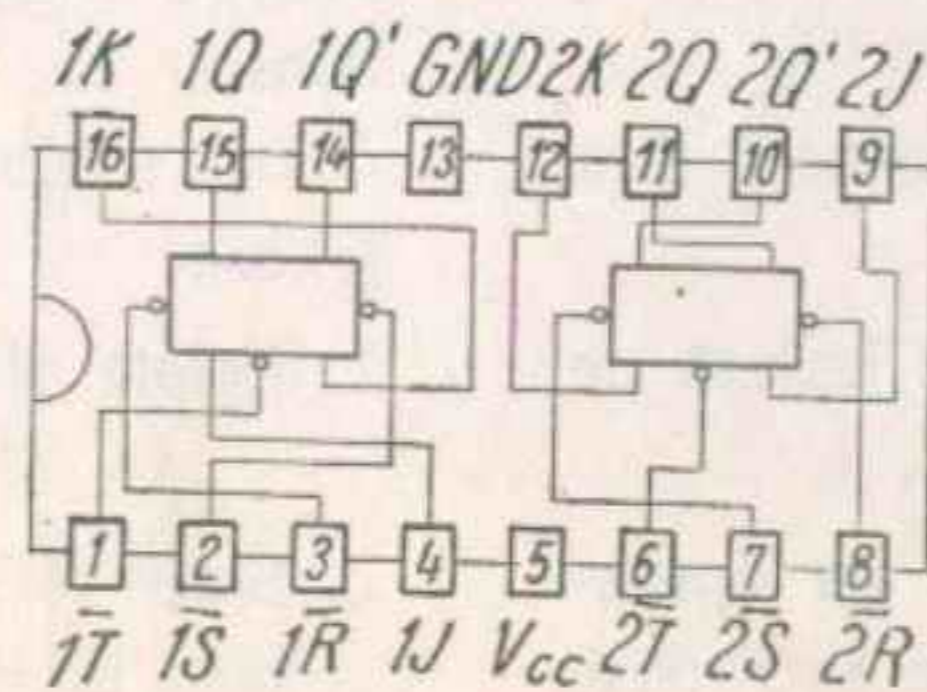 1K 1Q 1Q' GND 2K 2Q 2Q' 2J
16 15 14 13 12 11 10 9
1 2 3 4 5 6 7 8
1T̅ 1S̅ 1R̅ 1J Vcc 2T̅ 2S̅ 2R̅